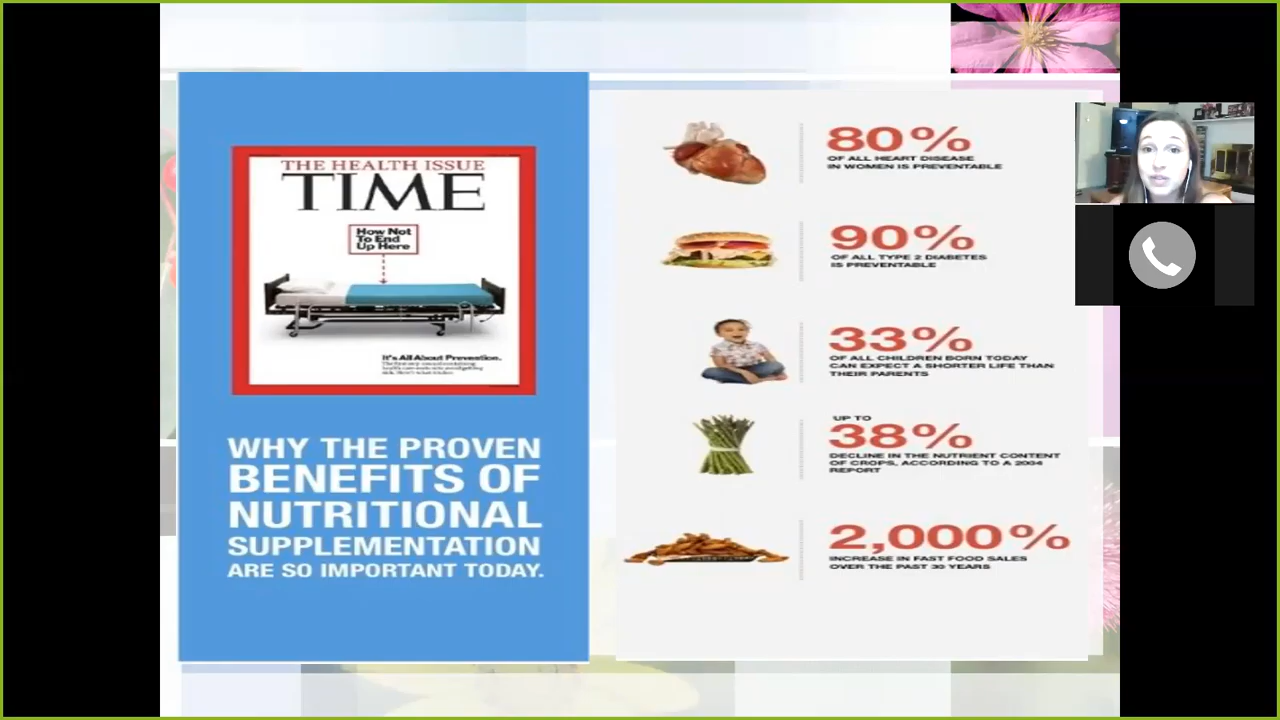 THE HEALTH ISSUE
TIME
How Not
To End
Up Here
It's All About Prevention.
WHY THE PROVEN
BENEFITS OF
NUTRITIONAL
SUPPLEMENTATION
ARE SO IMPORTANT TODAY.
80%
OF ALL HEART DISEASE
IN WOMEN IS PREVENTABLE
90%
OF ALL TYPE 2 DIABETES
IS PREVENTABLE
33%
OF ALL CHILDREN BORN TODAY
CAN EXPECT A SHORTER LIFE THAN
THEIR PARENTS
UP TO
38%
DECLINE IN THE NUTRIENT CONTENT
OF CROPS, ACCORDING TO A 2004
REPORT
2,000%
INCREASE IN FAST FOOD SALES
OVER THE PAST 30 YEARS